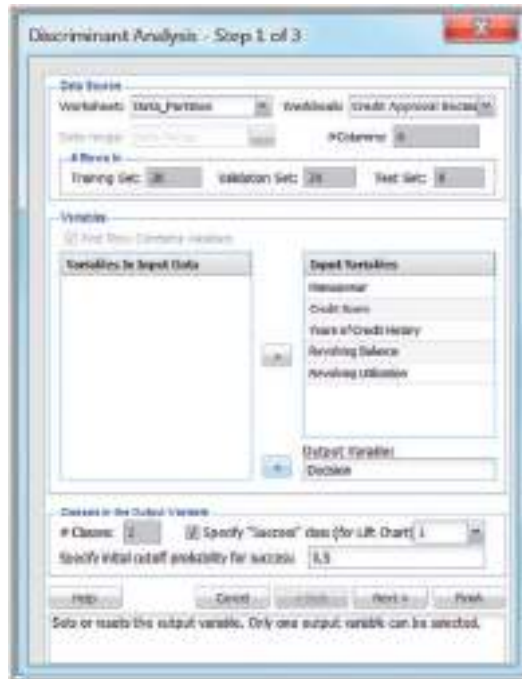 Discriminant Analysis - Step 1 of 3
Data Source
Worksheet: Data_Partition Workbook: Credit Approval
Data range: #Columns: 6
# Rows In
Training Set: Validation Set: Test Set: 0
Variables
First Row Contains Headers
Variables In Input Data Input Variables
Homeowner
Credit Score
Years of Credit History
Revolving Balance
Revolving Utilization
>
Output Variable:
Decision
<
Classes in the Output Variable
# Classes: 2 Specify "Success" class (for Lift Chart) 1
Specify initial cutoff probability for success: 0.5
Help Cancel < Back Next > Finish
Sets or resets the output variable. Only one output variable can be selected.